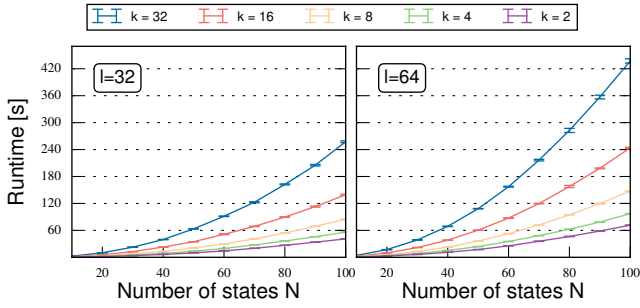 k = 32 k = 16 k = 8 k = 4 k = 2
l=32 l=64
Runtime [s]
420
360
300
240
180
120
60
20 40 60 80 100 20 40 60 80 100
Number of states N Number of states N